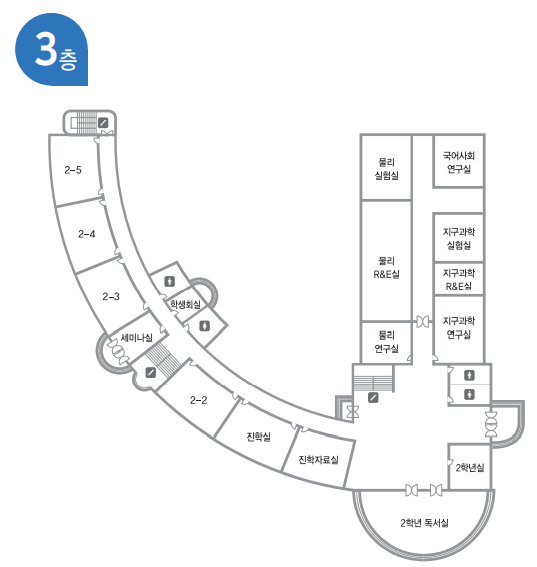 3층
물리
실험실
국어사회
연구실
2-5
2-4
지구과학
실험실
물리
R&E실
지구과학
R&E실
2-3
학생회실
지구과학
연구실
세미나실
물리
연구실
2-2
진학실
진학자료실
2학년실
2학년 독서실